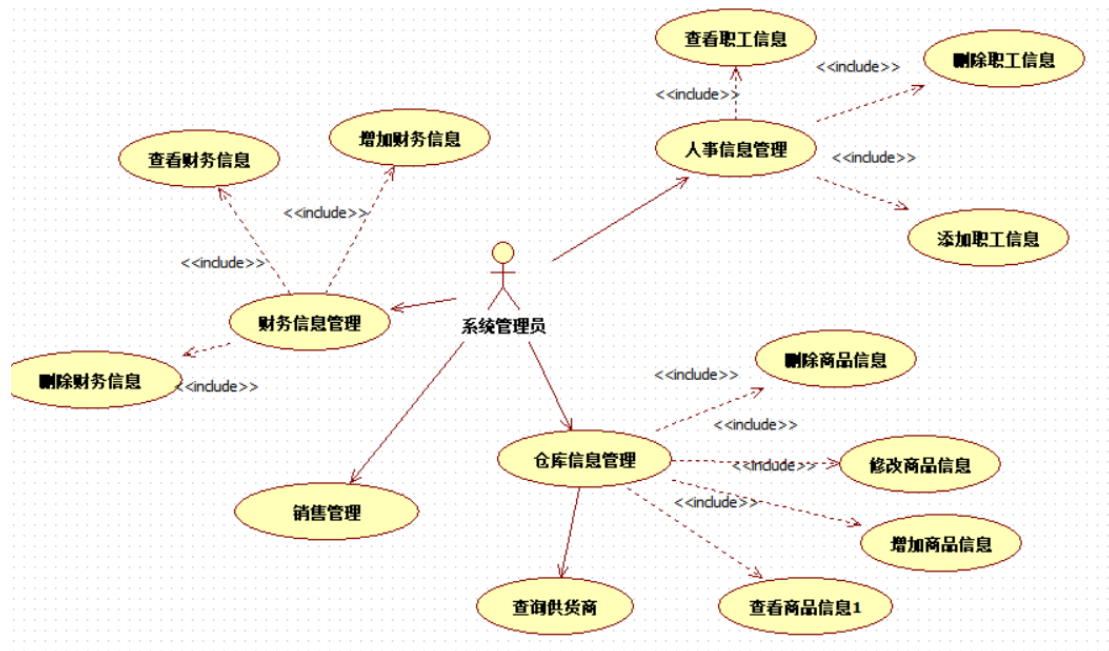 查看职工信息
删除职工信息
<<include>>
<<include>>
增加财务信息
人事信息管理
<<include>>
查看财务信息
<<include>>
添加职工信息
<<include>>
财务信息管理
系统管理员
删除商品信息
<<include>>
删除财务信息
<<include>>
<<include>>
仓库信息管理
<<include>>
修改商品信息
<<include>>
销售管理
增加商品信息
查询供货商
查看商品信息1